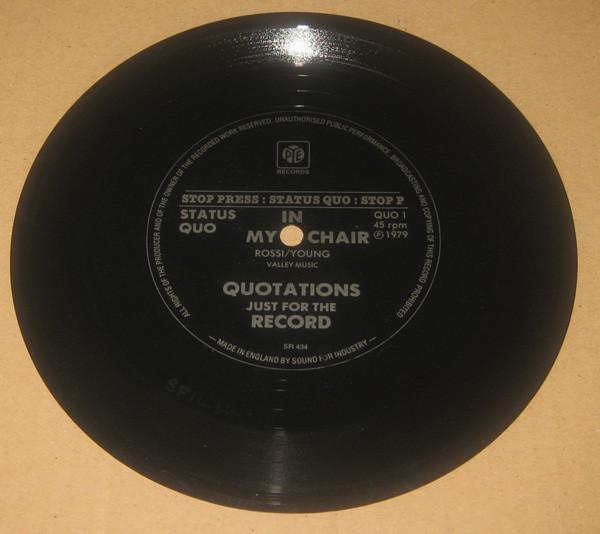 ALL RIGHTS OF THE PRODUCER AND OF THE OWNER OF THE RECORDED WORK RESERVED. UNAUTHORISED PUBLIC PERFORMANCE, BROADCASTING AND COPYING OF THIS RECORD PROHIBITED
PYE
RECORDS
STOP PRESS : STATUS QUO : STOP P
STATUS QUO
IN MY CHAIR
QUO 1
45 rpm
℗ 1979
ROSSI/YOUNG
VALLEY MUSIC
QUOTATIONS
JUST FOR THE
RECORD
SFI 434
— MADE IN ENGLAND BY SOUND FOR INDUSTRY —